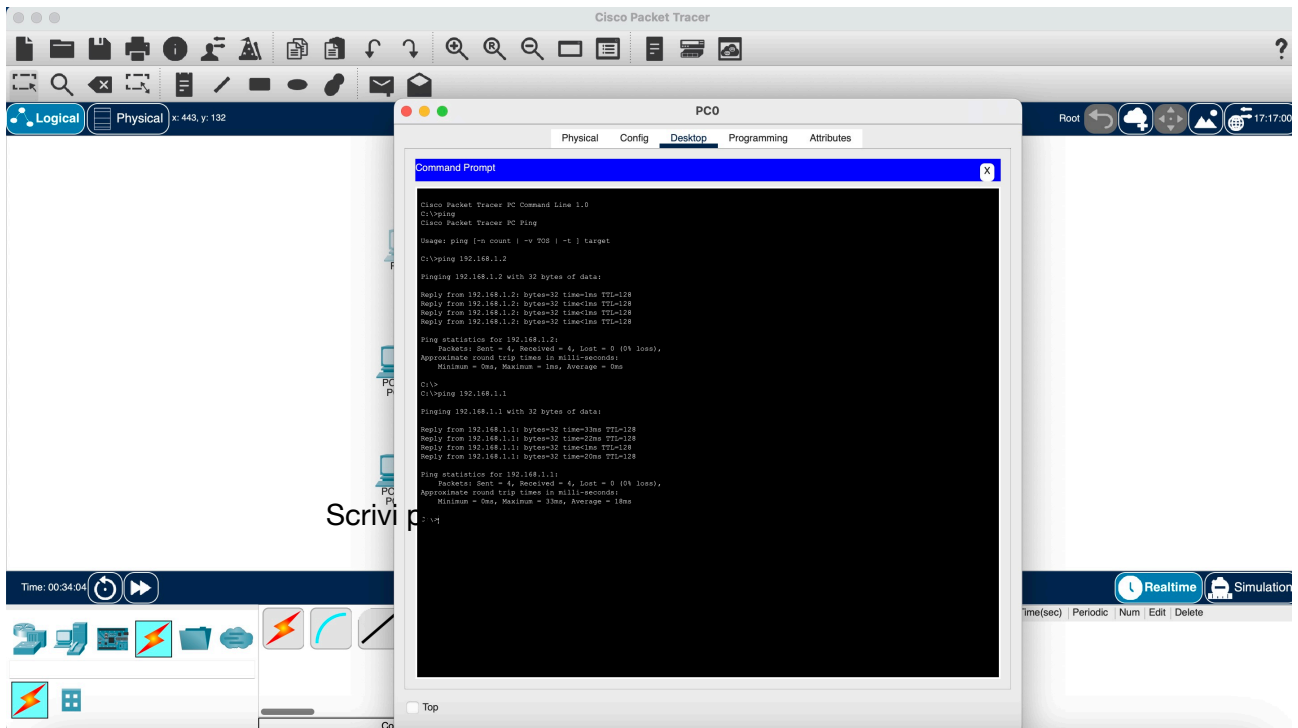 Cisco Packet Tracer
?
Logical
Physical
x: 443, y: 132
Root
17:17:00
PC0
Physical Config Desktop Programming Attributes
Command Prompt
X
Cisco Packet Tracer PC Command Line 1.0
C:\>ping
Cisco Packet Tracer PC Ping
Usage: ping [-n count | -v TOS | -t ] target
C:\>ping 192.168.1.2
Pinging 192.168.1.2 with 32 bytes of data:
Reply from 192.168.1.2: bytes=32 time=1ms TTL=128
Reply from 192.168.1.2: bytes=32 time<1ms TTL=128
Reply from 192.168.1.2: bytes=32 time<1ms TTL=128
Reply from 192.168.1.2: bytes=32 time<1ms TTL=128
Ping statistics for 192.168.1.2:
Packets: Sent = 4, Received = 4, Lost = 0 (0% loss),
Approximate round trip times in milli-seconds:
Minimum = 0ms, Maximum = 1ms, Average = 0ms
C:\>
C:\>ping 192.168.1.1
Pinging 192.168.1.1 with 32 bytes of data:
Reply from 192.168.1.1: bytes=32 time=33ms TTL=128
Reply from 192.168.1.1: bytes=32 time=22ms TTL=128
Reply from 192.168.1.1: bytes=32 time<1ms TTL=128
Reply from 192.168.1.1: bytes=32 time=20ms TTL=128
Ping statistics for 192.168.1.1:
Packets: Sent = 4, Received = 4, Lost = 0 (0% loss),
Approximate round trip times in milli-seconds:
Minimum = 0ms, Maximum = 33ms, Average = 18ms
PC
PC
Scrivi p
Top
Time: 00:34:04
Realtime
Simulation
Time(sec) Periodic Num Edit Delete
Co